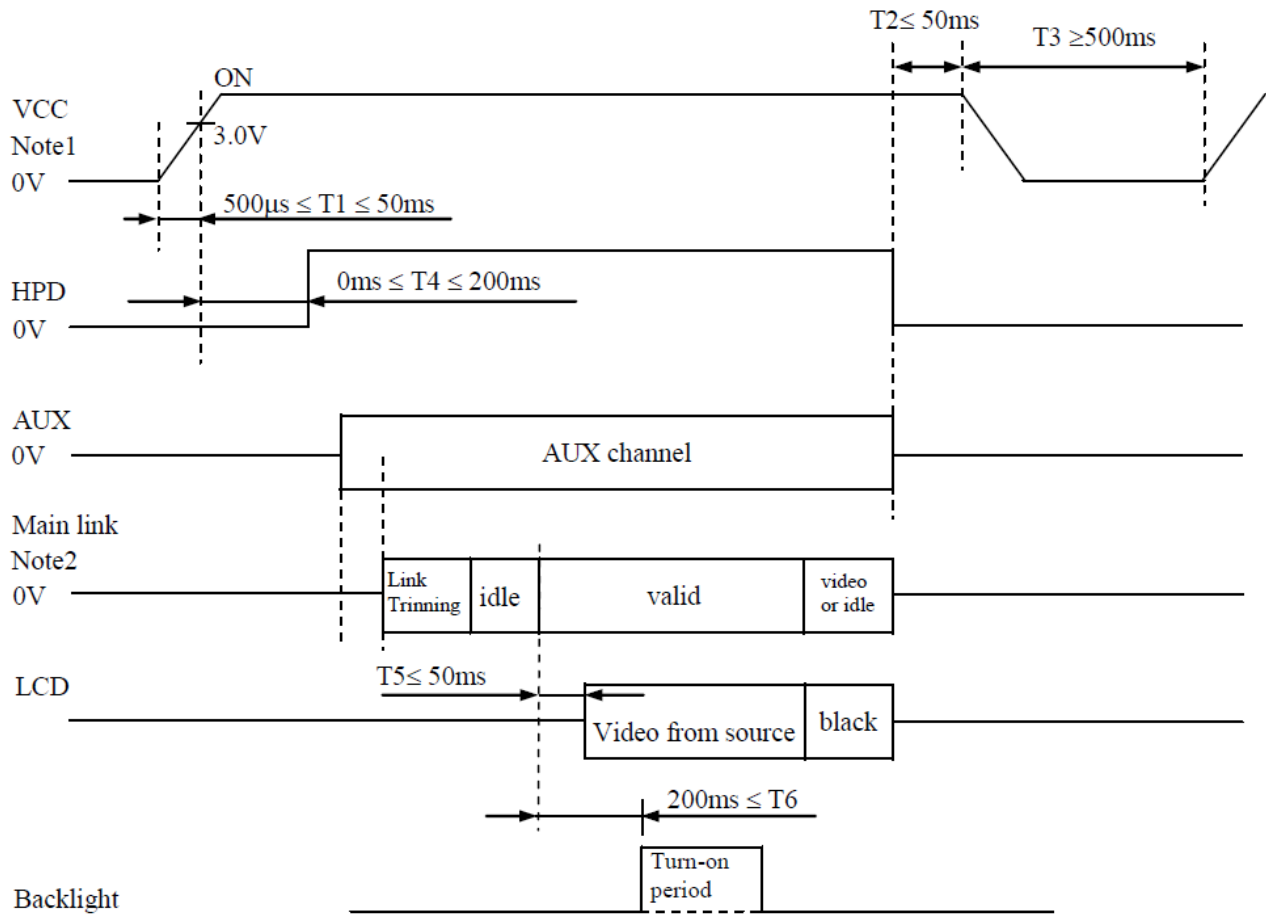 T2≤ 50ms
T3 ≥500ms
ON
VCC
Note1
3.0V
0V
500μs ≤ T1 ≤ 50ms
HPD
0ms ≤ T4 ≤ 200ms
0V
AUX
0V
AUX channel
Main link
Note2
0V
Link
Trinning
idle
valid
video
or idle
T5≤ 50ms
LCD
Video from source
black
200ms ≤ T6
Turn-on
period
Backlight